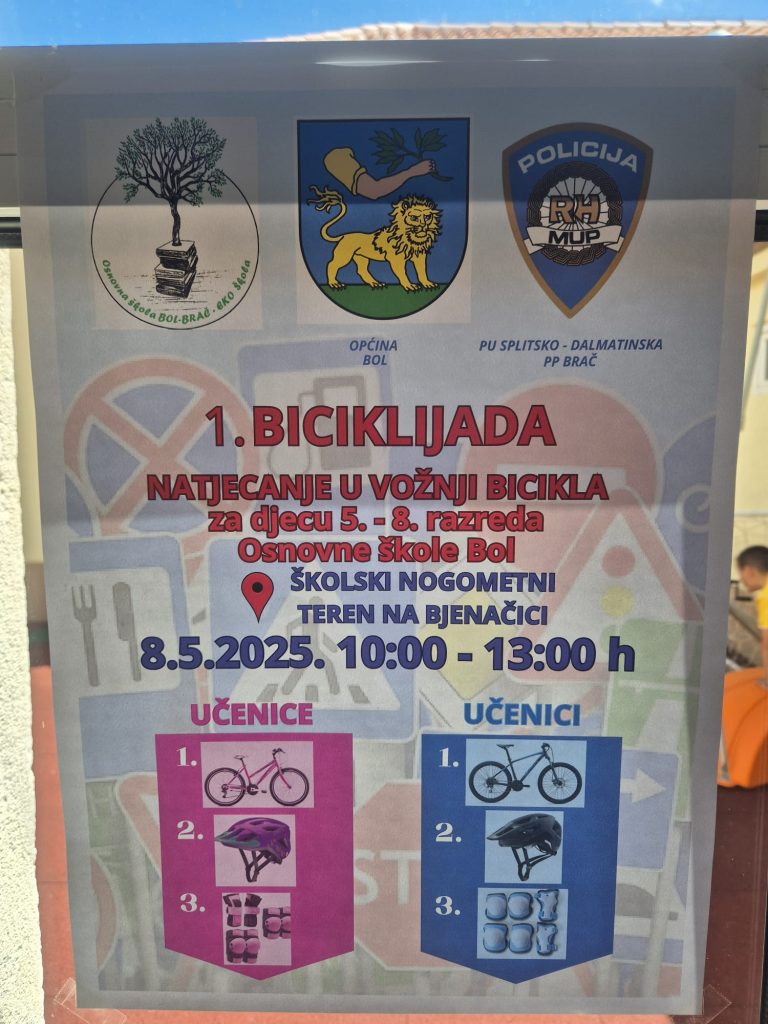 Osnovna škola BOL-BRAČ - EKO škola
POLICIJA
RH
MUP
OPĆINA
BOL
PU SPLITSKO - DALMATINSKA
PP BRAČ
1. BICIKLIJADA
NATJECANJE U VOŽNJI BICIKLA
za djecu 5. - 8. razreda
Osnovne škole Bol
ŠKOLSKI NOGOMETNI
TEREN NA BJENAČICI
8.5.2025. 10:00 - 13:00 h
UČENICE
1.
2.
3.
UČENICI
1.
2.
3.
ST